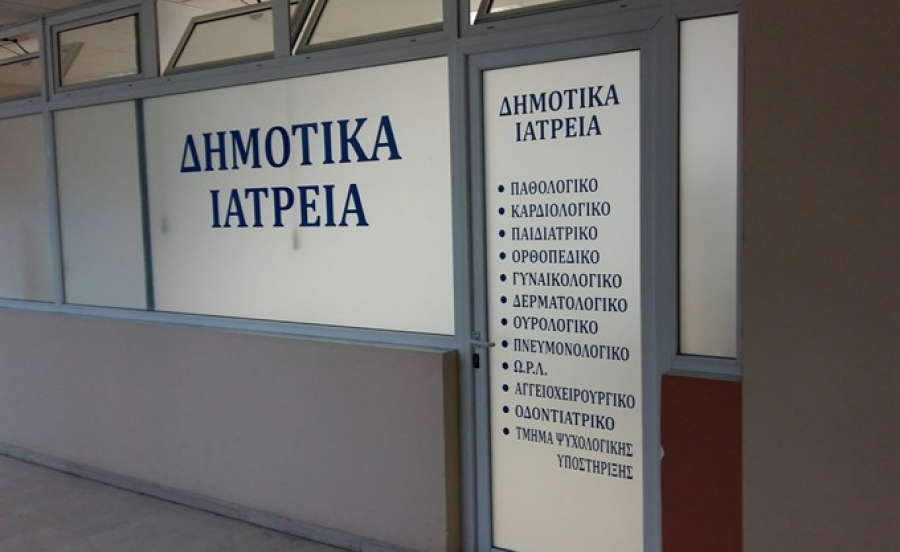 ΔΗΜΟΤΙΚΑ
ΙΑΤΡΕΙΑ
ΔΗΜΟΤΙΚΑ
ΙΑΤΡΕΙΑ
• ΠΑΘΟΛΟΓΙΚΟ
• ΚΑΡΔΙΟΛΟΓΙΚΟ
• ΠΑΙΔΙΑΤΡΙΚΟ
• ΟΡΘΟΠΕΔΙΚΟ
• ΓΥΝΑΙΚΟΛΟΓΙΚΟ
• ΔΕΡΜΑΤΟΛΟΓΙΚΟ
• ΟΥΡΟΛΟΓΙΚΟ
• ΠΝΕΥΜΟΝΟΛΟΓΙΚΟ
• Ω.Ρ.Λ.
• ΑΓΓΕΙΟΧΕΙΡΟΥΡΓΙΚΟ
• ΟΔΟΝΤΙΑΤΡΙΚΟ
• ΤΜΗΜΑ ΨΥΧΟΛΟΓΙΚΗΣ
ΥΠΟΣΤΗΡΙΞΗΣ